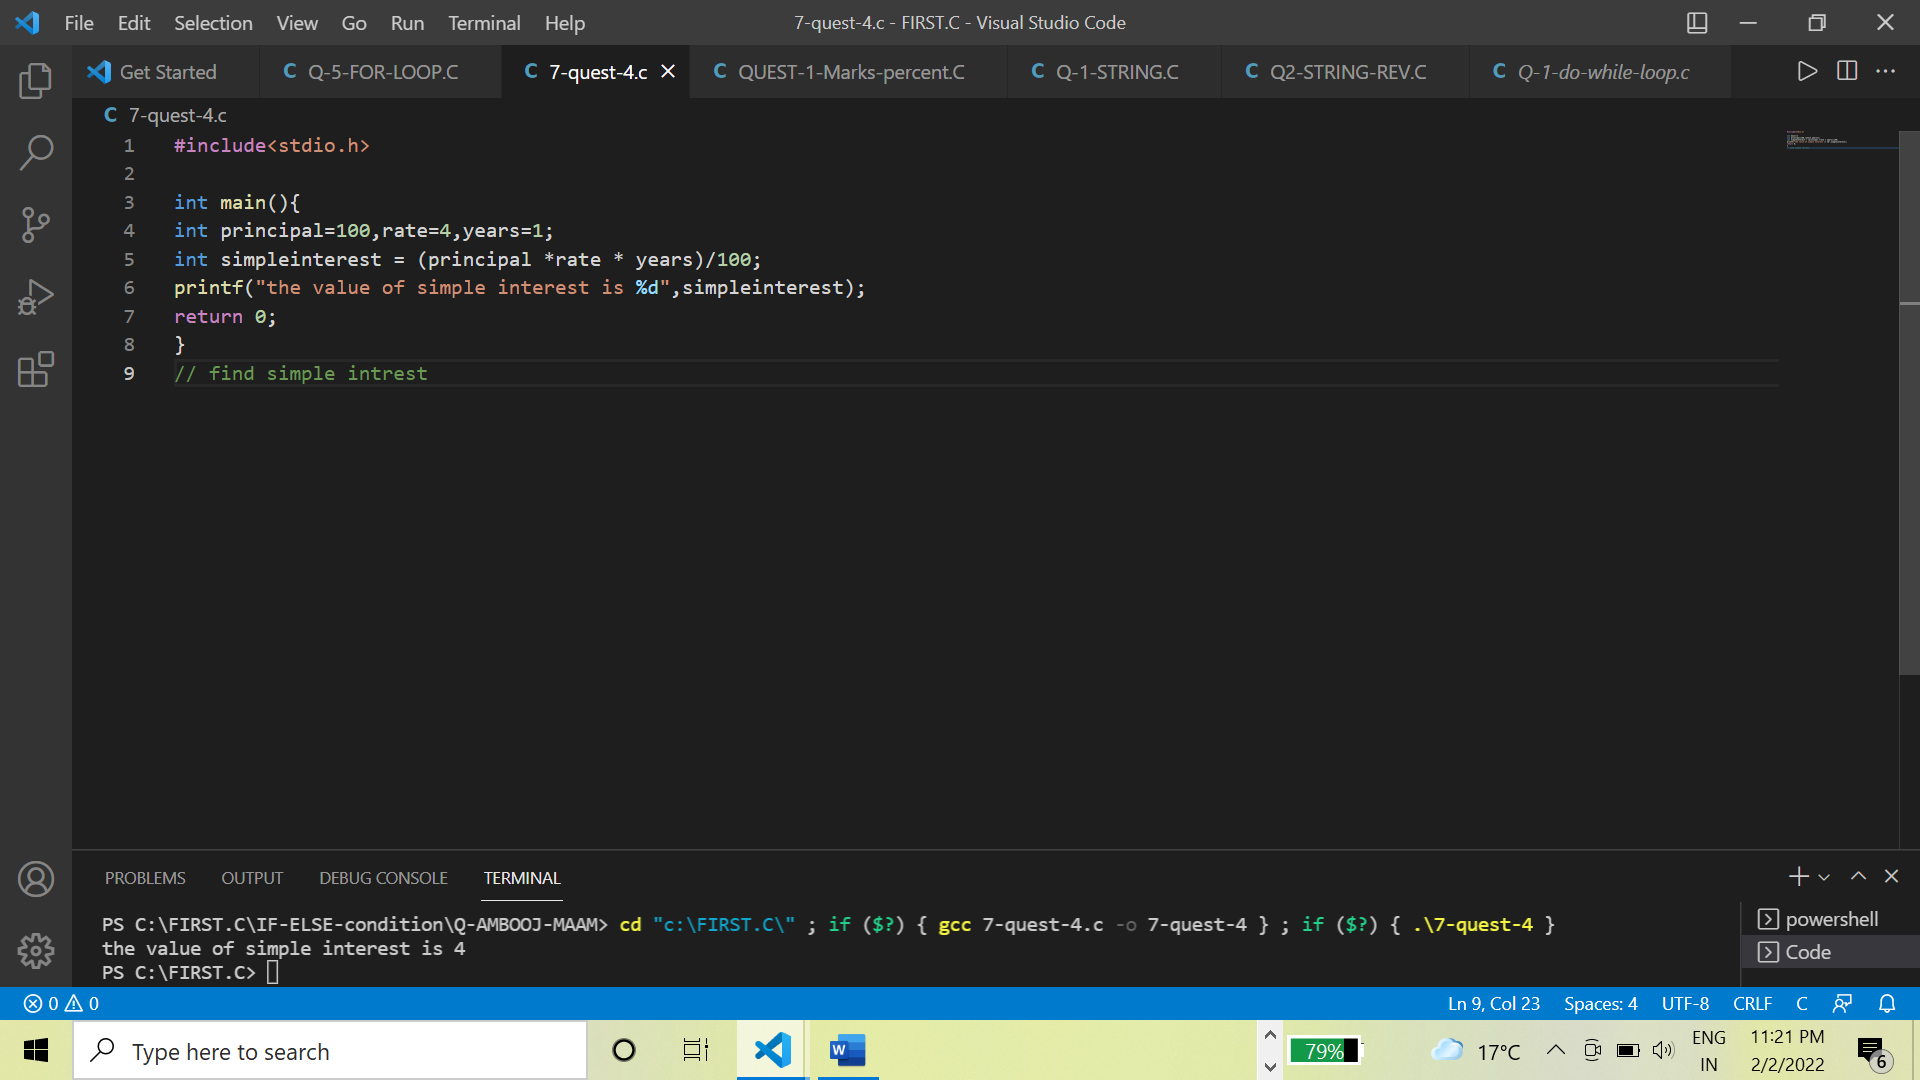 File Edit Selection View Go Run Terminal Help 7-quest-4.c - FIRST.C - Visual Studio Code
Get Started C Q-5-FOR-LOOP.C C 7-quest-4.c C QUEST-1-Marks-percent.C C Q-1-STRING.C C Q2-STRING-REV.C C Q-1-do-while-loop.c
C 7-quest-4.c
1 #include<stdio.h>
2
3 int main(){
4 int principal=100,rate=4,years=1;
5 int simpleinterest = (principal *rate * years)/100;
6 printf("the value of simple interest is %d",simpleinterest);
7 return 0;
8 }
9 // find simple intrest
PROBLEMS OUTPUT DEBUG CONSOLE TERMINAL
PS C:\FIRST.C\IF-ELSE-condition\Q-AMBOOJ-MAAM> cd "c:\FIRST.C\" ; if ($?) { gcc 7-quest-4.c -o 7-quest-4 } ; if ($?) { .\7-quest-4 }
the value of simple interest is 4
PS C:\FIRST.C>
powershell
Code
0 0 Ln 9, Col 23 Spaces: 4 UTF-8 CRLF C
Type here to search W 79% 17°C ENG IN 11:21 PM 2/2/2022 6